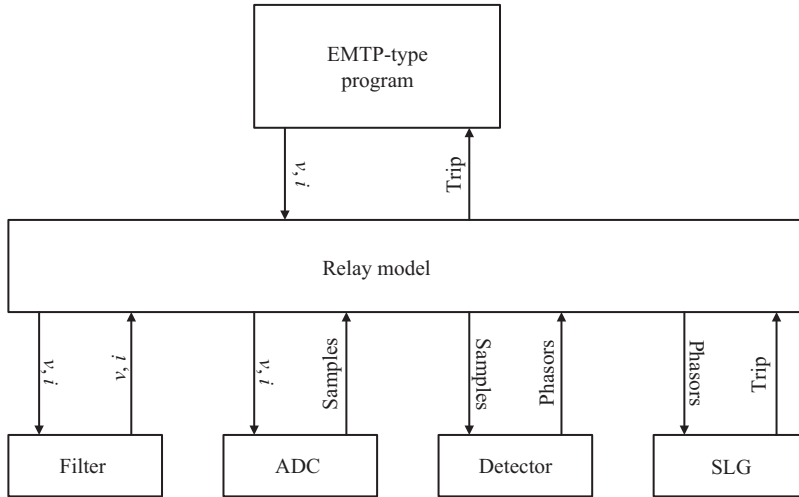 EMTP-type
program
v, i
Trip
Relay model
v, i
v, i
v, i
Samples
Samples
Phasors
Phasors
Trip
Filter
ADC
Detector
SLG